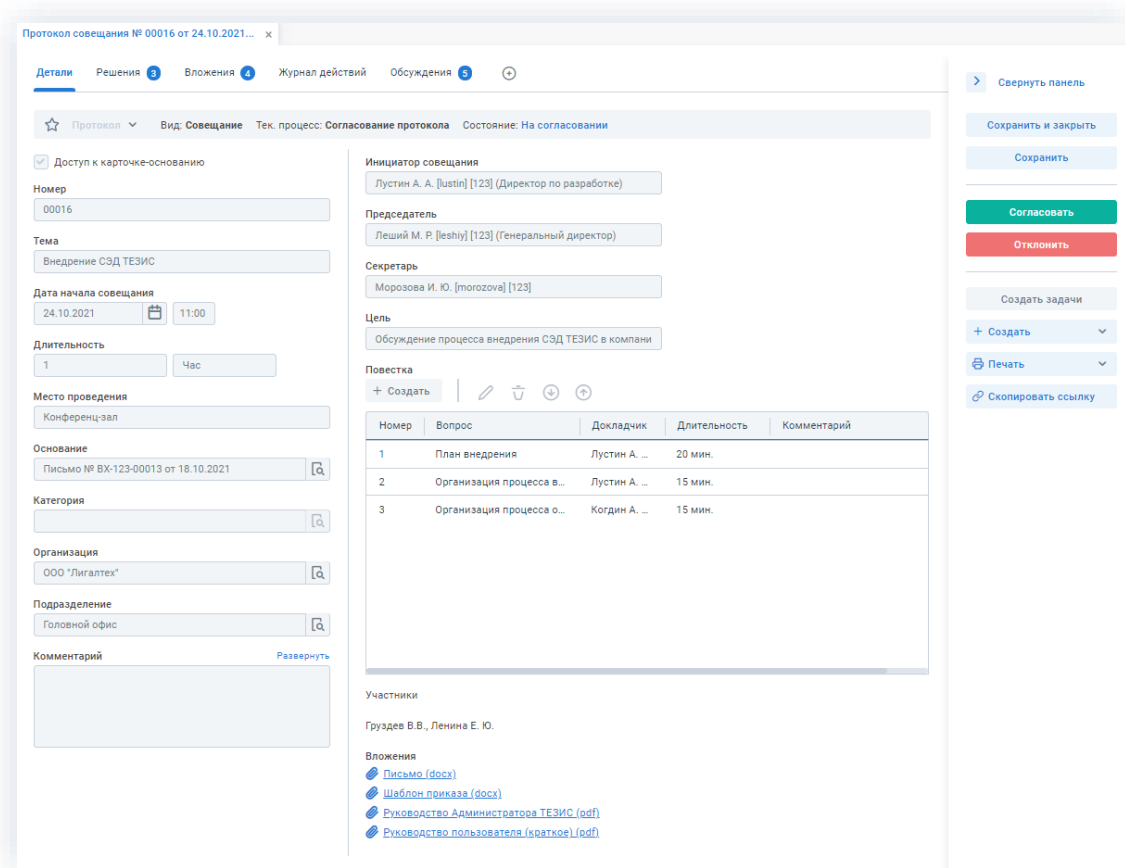 Протокол совещания № 00016 от 24.10.2021... x
Детали Решения 3 Вложения 4 Журнал действий Обсуждения 5
Протокол Вид: Совещание Тек. процесс: Согласование протокола Состояние: На согласовании
Доступ к карточке-основанию
Номер
00016
Тема
Внедрение СЭД ТЕЗИС
Дата начала совещания
24.10.2021 11:00
Длительность
1 Час
Место проведения
Конференц-зал
Основание
Письмо № ВХ-123-00013 от 18.10.2021
Категория
Организация
ООО "Лигалтех"
Подразделение
Головной офис
Комментарий Развернуть
Инициатор совещания
Лустин А. А. [lustin] [123] (Директор по разработке)
Председатель
Леший М. Р. [leshiy] [123] (Генеральный директор)
Секретарь
Морозова И. Ю. [morozova] [123]
Цель
Обсуждение процесса внедрения СЭД ТЕЗИС в компани
Повестка
+ Создать
Номер Вопрос Докладчик Длительность Комментарий
1 План внедрения Лустин А. ... 20 мин.
2 Организация процесса в... Лустин А. ... 15 мин.
3 Организация процесса о... Когдин А. ... 15 мин.
Участники
Груздев В.В., Ленина Е. Ю.
Вложения
Письмо (docx)
Шаблон приказа (docx)
Руководство Администратора ТЕЗИС (pdf)
Руководство пользователя (краткое) (pdf)
Свернуть панель
Сохранить и закрыть
Сохранить
Согласовать
Отклонить
Создать задачи
+ Создать
Печать
Скопировать ссылку